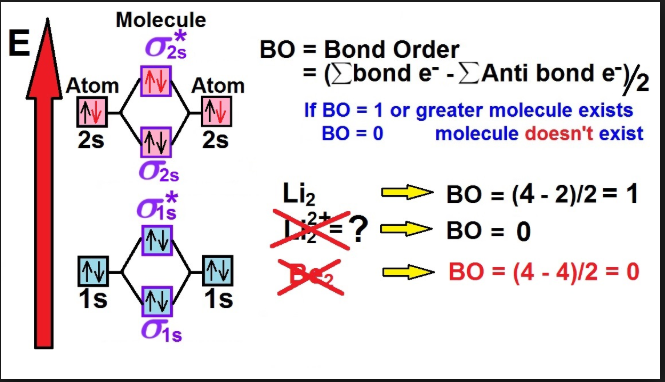 E
Molecule
σ*2s
Atom
Atom
2s
2s
σ2s
σ*1s
1s
1s
σ1s
BO = Bond Order
= (∑bond e⁻ - ∑Anti bond e⁻)/2
If BO = 1 or greater molecule exists
BO = 0 molecule doesn't exist
Li₂ BO = (4 - 2)/2 = 1
Li₂²⁺ = ? BO = 0
Be₂ BO = (4 - 4)/2 = 0